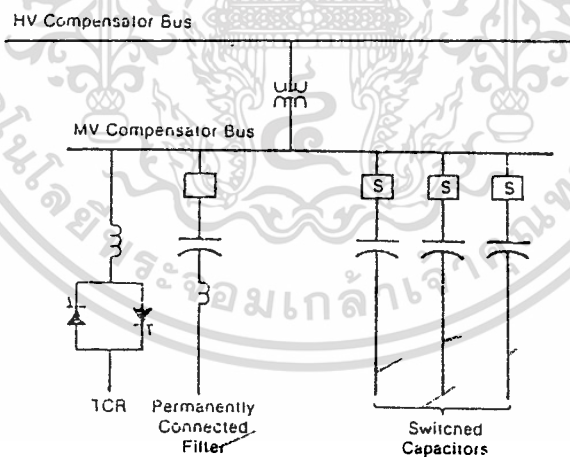 HV Compensator Bus
MV Compensator Bus
S
S
S
TCR
Permanently
Connected
Filter
Switched
Capacitors